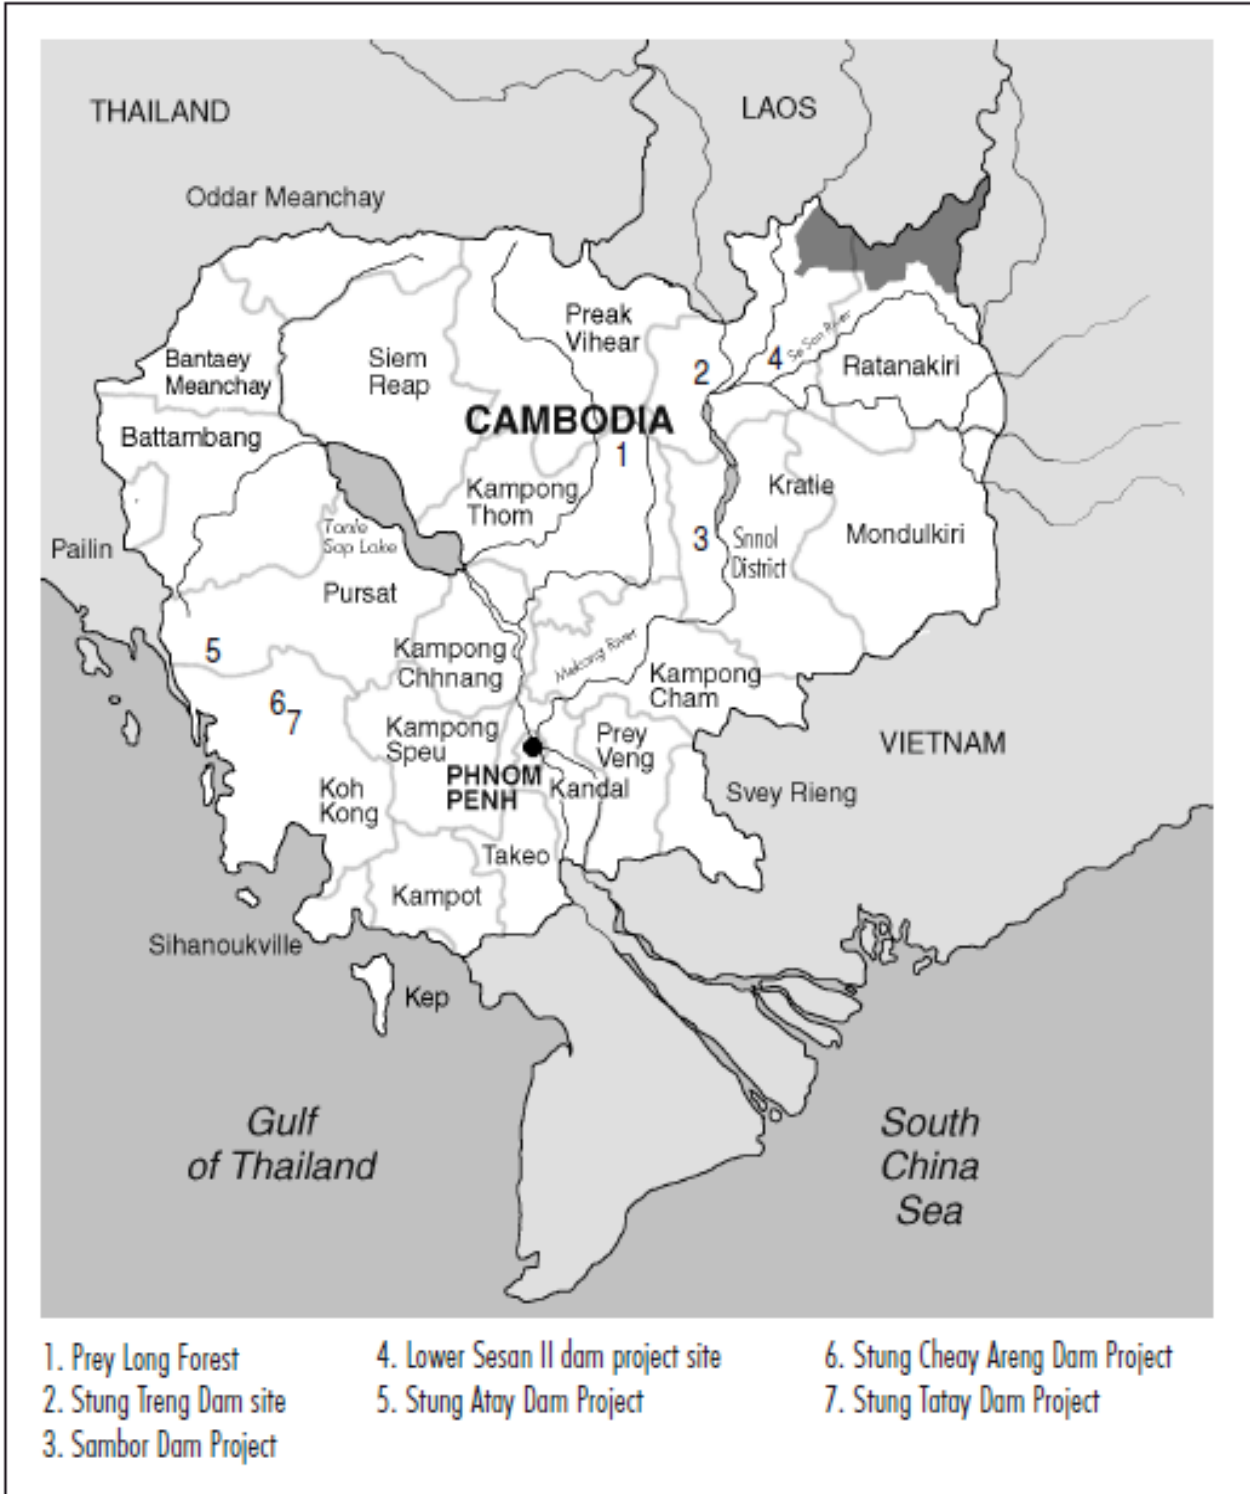 THAILAND
LAOS
Oddar Meanchay
Preak
Vihear
Se San River
Bantaey
Meanchay
Siem
Reap
4
2
Ratanakiri
CAMBODIA
Battambang
1
Kampong
Thom
Kratie
Tonle
Sap Lake
3
Snnol
District
Mondulkiri
Pailin
Pursat
5
Kampong
Chhnang
Mekong River
Kampong
Cham
6
7
Kampong
Speu
Prey
Veng
VIETNAM
PHNOM
PENH
Kandal
Koh
Kong
Svey Rieng
Takeo
Kampot
Sihanoukville
Kep
Gulf
of Thailand
South
China
Sea
1. Prey Long Forest
2. Stung Treng Dam site
3. Sambor Dam Project
4. Lower Sesan II dam project site
5. Stung Atay Dam Project
6. Stung Cheay Areng Dam Project
7. Stung Tatay Dam Project